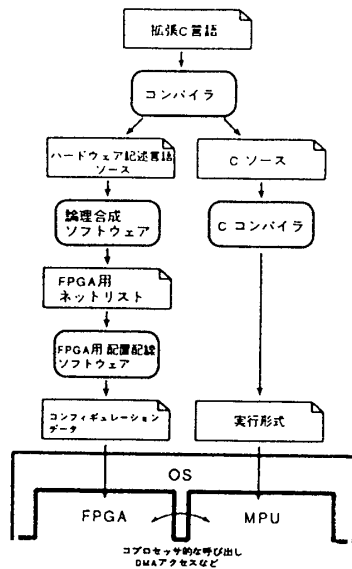 拡張C言語
コンパイラ
ハードウェア記述言語
ソース
C ソース
論理合成
ソフトウェア
C コンパイラ
FPGA用
ネットリスト
FPGA用 配置配線
ソフトウェア
コンフィギュレーション
データ
実行形式
OS
FPGA
MPU
コプロセッサ的な呼び出し
DMAアクセスなど